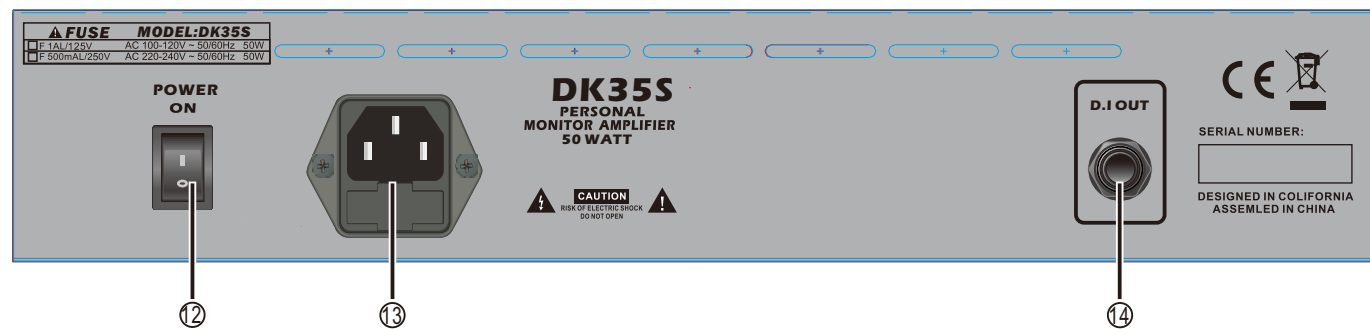 FUSE MODEL:DK35S
F 1AL/125V AC 100-120V ~ 50/60Hz 50W
F 500mAL/250V AC 220-240V ~ 50/60Hz 50W
POWER
ON
DK35S
PERSONAL
MONITOR AMPLIFIER
50 WATT
CAUTION
RISK OF ELECTRIC SHOCK
DO NOT OPEN
D.I OUT
CE
SERIAL NUMBER:
DESIGNED IN COLIFORNIA
ASSEMLED IN CHINA
12
13
14